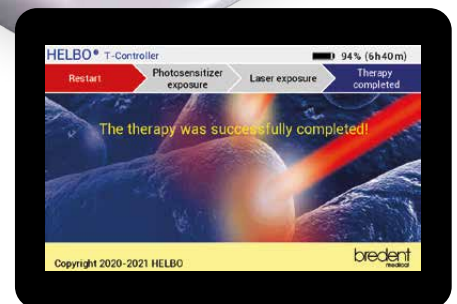 HELBO® T-Controller
94% (6h40m)
Restart
Photosensitizer
exposure
Laser exposure
Therapy
completed
The therapy was successfully completed!
Copyright 2020-2021 HELBO
bredent
medical